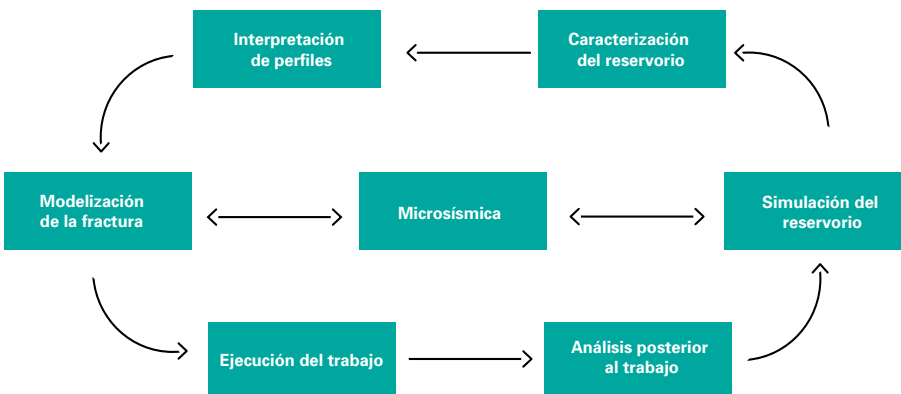 Interpretación
de perfiles
Caracterización
del reservorio
Modelización
de la fractura
Microsísmica
Simulación del
reservorio
Ejecución del trabajo
Análisis posterior
al trabajo